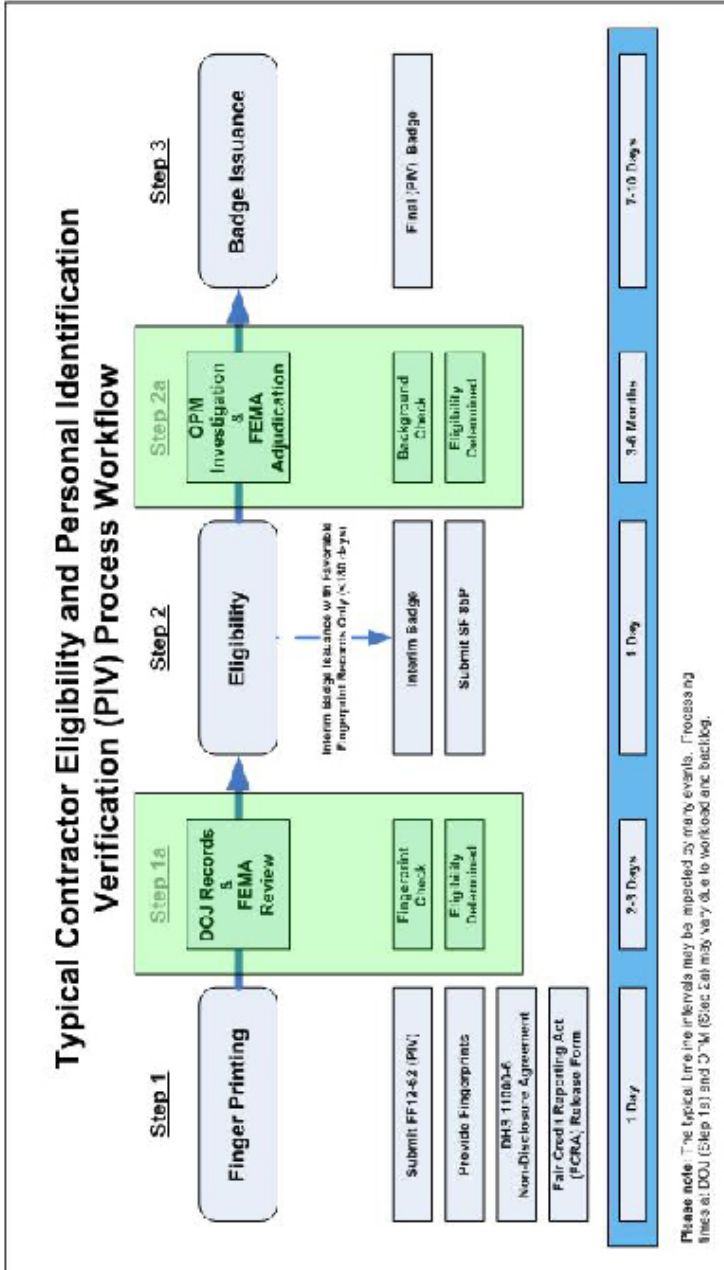 Typical Contractor Eligibility and Personal Identification
Verification (PIV) Process Workflow
Step 1
Finger Printing
Submit FF12-62 (PIV)
Provide Fingerprints
DHS 11000-6
Non-Disclosure Agreement
Fair Credit Reporting Act
(FCRA) Release Form
1 Day
Step 1a
DOJ Records
&
FEMA
Review
Fingerprint
Check
Eligibility
Determined
2-3 Days
Step 2
Eligibility
Interim Badge Issuance with Favorable
Fingerprint Records Only (<180 days)
Interim Badge
Submit SF 85P
1 Day
Step 2a
OPM
Investigation
&
FEMA
Adjudication
Background
Check
Eligibility
Determined
3-6 Months
Step 3
Badge Issuance
Final (PIV) Badge
7-10 Days
Please note: The typical timeline intervals may be impacted by many events. Processing
times at DOJ (Step 1a) and OPM (Step 2a) may vary due to workload and backlog.